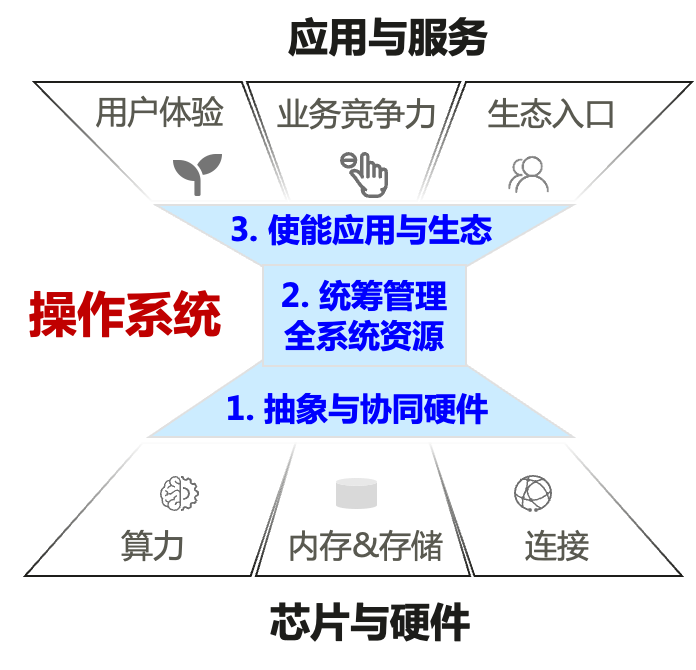 应用与服务
用户体验
业务竞争力
生态入口
3. 使能应用与生态
操作系统
2. 统筹管理
全系统资源
1. 抽象与协同硬件
算力
内存&存储
连接
芯片与硬件